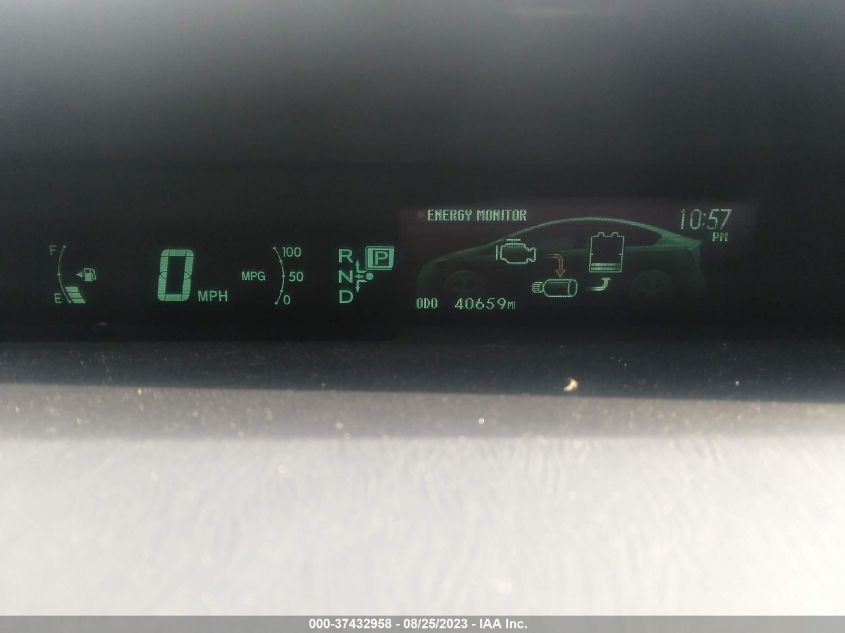 ENERGY MONITOR 10:57 PM
F 100
0 MPH MPG 50
E 0
R P
N
D
ODO 40659MI
000-37432958 - 08/25/2023 - IAA Inc.